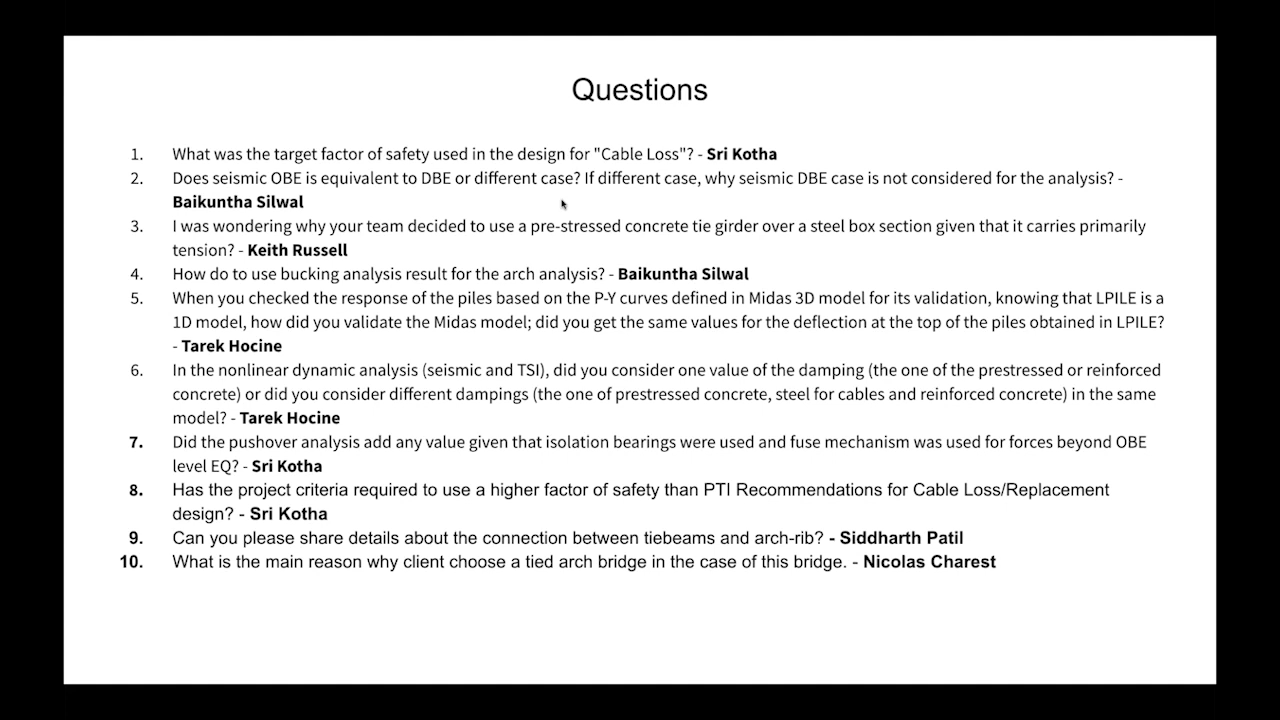 Questions
1. What was the target factor of safety used in the design for "Cable Loss"? - Sri Kotha
2. Does seismic OBE is equivalent to DBE or different case? If different case, why seismic DBE case is not considered for the analysis? -
Baikuntha Silwal
3. I was wondering why your team decided to use a pre-stressed concrete tie girder over a steel box section given that it carries primarily
tension? - Keith Russell
4. How do to use bucking analysis result for the arch analysis? - Baikuntha Silwal
5. When you checked the response of the piles based on the P-Y curves defined in Midas 3D model for its validation, knowing that LPILE is a
1D model, how did you validate the Midas model; did you get the same values for the deflection at the top of the piles obtained in LPILE?
- Tarek Hocine
6. In the nonlinear dynamic analysis (seismic and TSI), did you consider one value of the damping (the one of the prestressed or reinforced
concrete) or did you consider different dampings (the one of prestressed concrete, steel for cables and reinforced concrete) in the same
model? - Tarek Hocine
7. Did the pushover analysis add any value given that isolation bearings were used and fuse mechanism was used for forces beyond OBE
level EQ? - Sri Kotha
8. Has the project criteria required to use a higher factor of safety than PTI Recommendations for Cable Loss/Replacement
design? - Sri Kotha
9. Can you please share details about the connection between tiebeams and arch-rib? - Siddharth Patil
10. What is the main reason why client choose a tied arch bridge in the case of this bridge. - Nicolas Charest